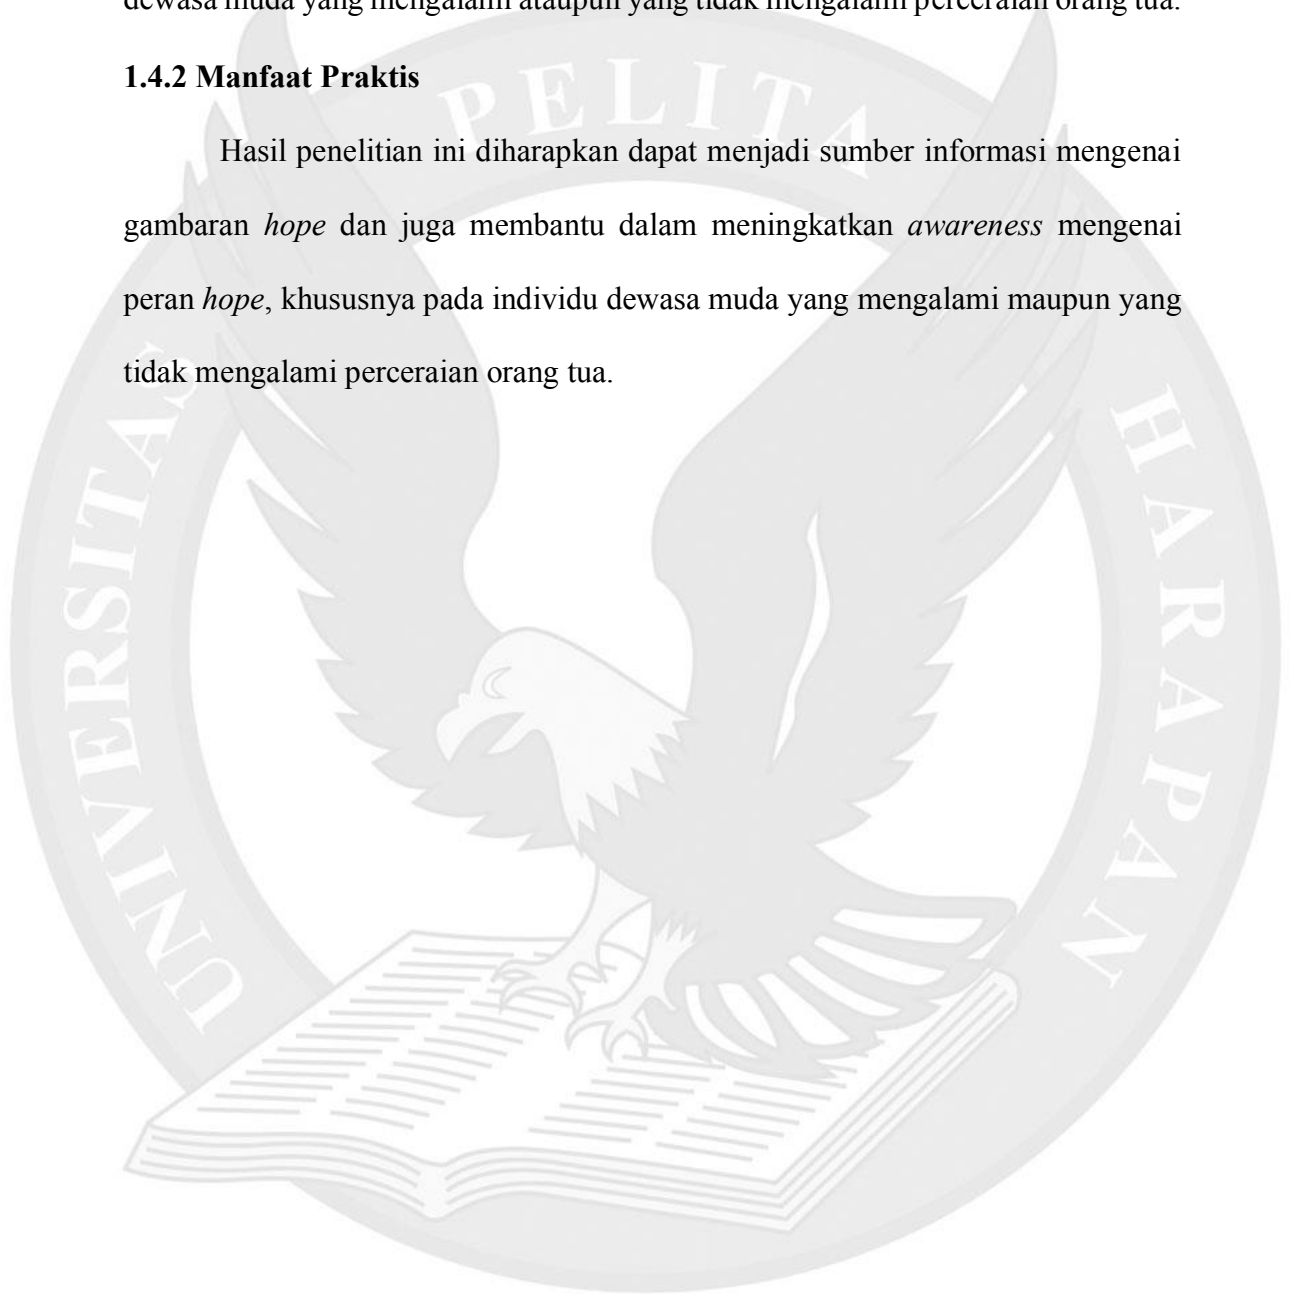 dewasa muda yang mengalami ataupun yang tidak mengalami perceraian orang tua.
1.4.2 Manfaat Praktis
Hasil penelitian ini diharapkan dapat menjadi sumber informasi mengenai
gambaran hope dan juga membantu dalam meningkatkan awareness mengenai
peran hope, khususnya pada individu dewasa muda yang mengalami maupun yang
tidak mengalami perceraian orang tua.
UNIVERSITAS PELITA HARAPAN